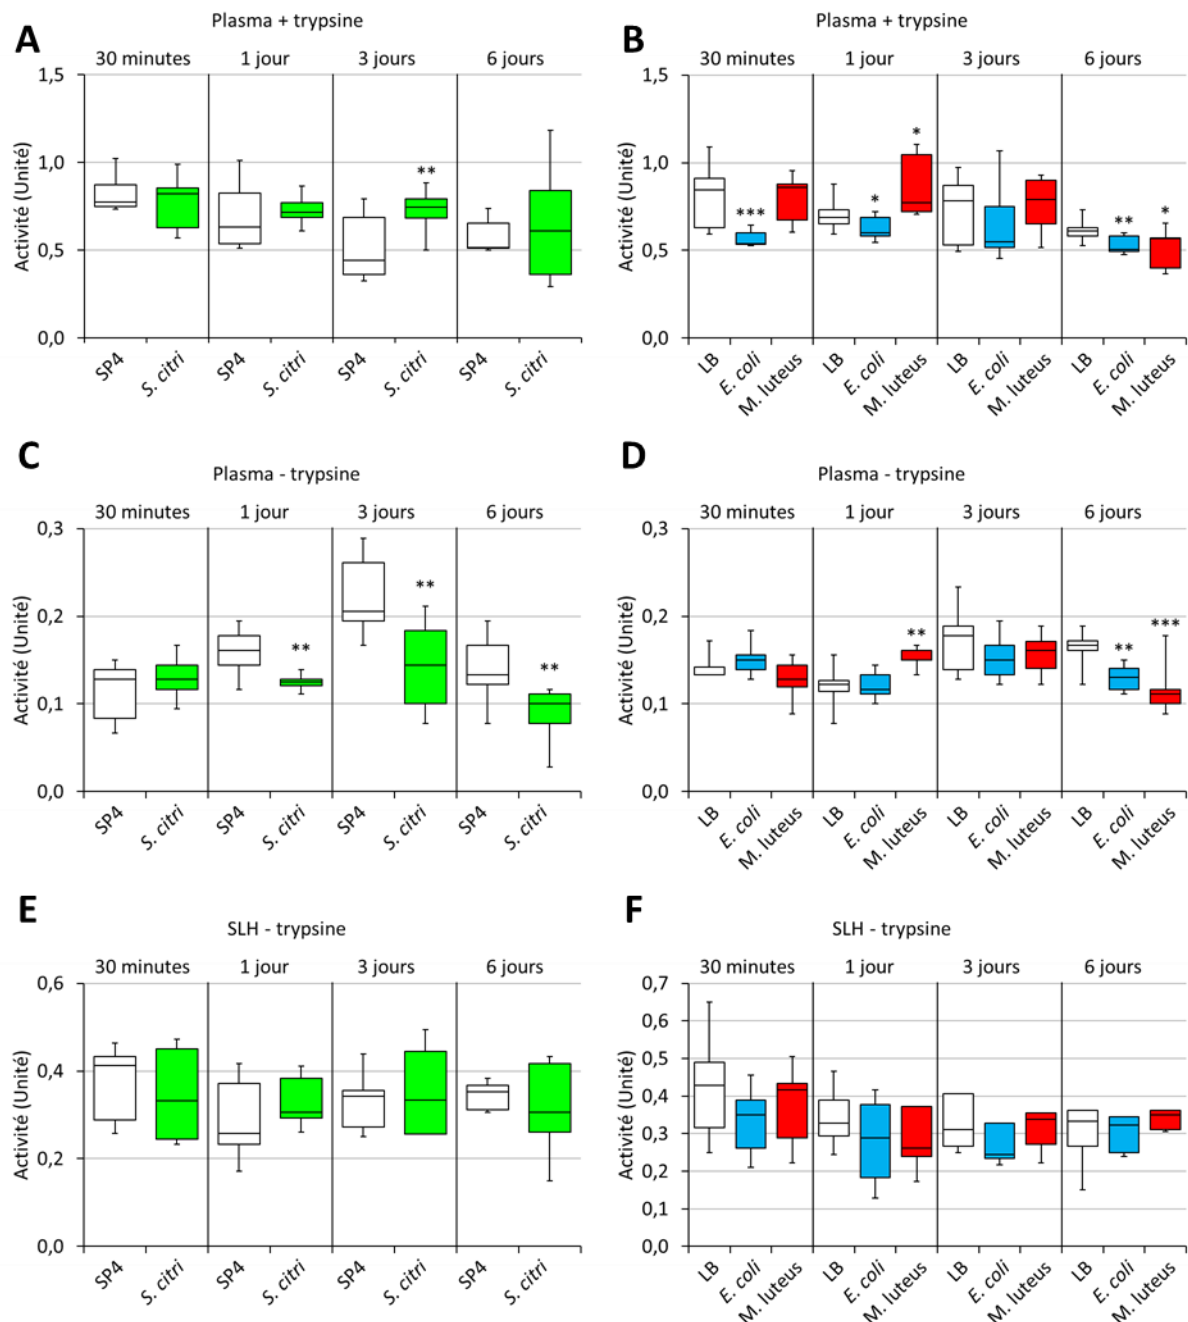 A
Plasma + trypsine
30 minutes 1 jour 3 jours 6 jours
Activité (Unité)
1,5
1,0
0,5
0,0
**
SP4 S. citri SP4 S. citri SP4 S. citri SP4 S. citri
B
Plasma + trypsine
30 minutes 1 jour 3 jours 6 jours
Activité (Unité)
1,5
1,0
0,5
0,0
*** * * ** *
LB E. coli M. luteus LB E. coli M. luteus LB E. coli M. luteus LB E. coli M. luteus
C
Plasma - trypsine
30 minutes 1 jour 3 jours 6 jours
Activité (Unité)
0,3
0,2
0,1
0,0
** ** **
SP4 S. citri SP4 S. citri SP4 S. citri SP4 S. citri
D
Plasma - trypsine
30 minutes 1 jour 3 jours 6 jours
Activité (Unité)
0,3
0,2
0,1
0,0
** ** ***
LB E. coli M. luteus LB E. coli M. luteus LB E. coli M. luteus LB E. coli M. luteus
E
SLH - trypsine
30 minutes 1 jour 3 jours 6 jours
Activité (Unité)
0,6
0,4
0,2
0,0
SP4 S. citri SP4 S. citri SP4 S. citri SP4 S. citri
F
SLH - trypsine
30 minutes 1 jour 3 jours 6 jours
Activité (Unité)
0,7
0,6
0,5
0,4
0,3
0,2
0,1
0,0
LB E. coli M. luteus LB E. coli M. luteus LB E. coli M. luteus LB E. coli M. luteus